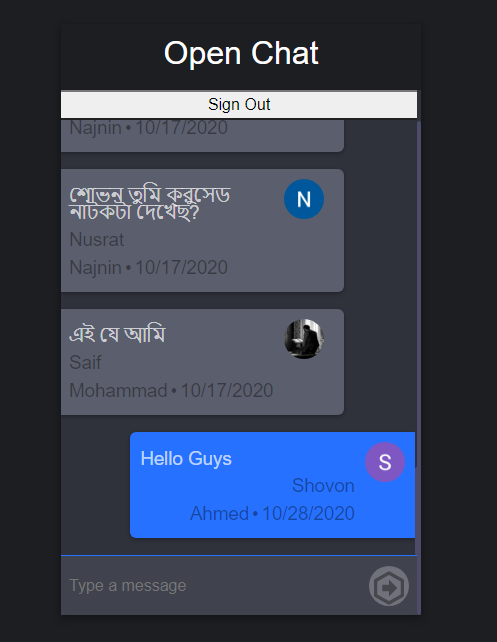 Open Chat
Sign Out
Najnin • 10/17/2020
শোভন তুমি ক্রুসেড
নাটকটা দেখেছ?
N
Nusrat
Najnin • 10/17/2020
এই যে আমি
Saif
Mohammad • 10/17/2020
Hello Guys
S
Shovon
Ahmed • 10/28/2020
Type a message